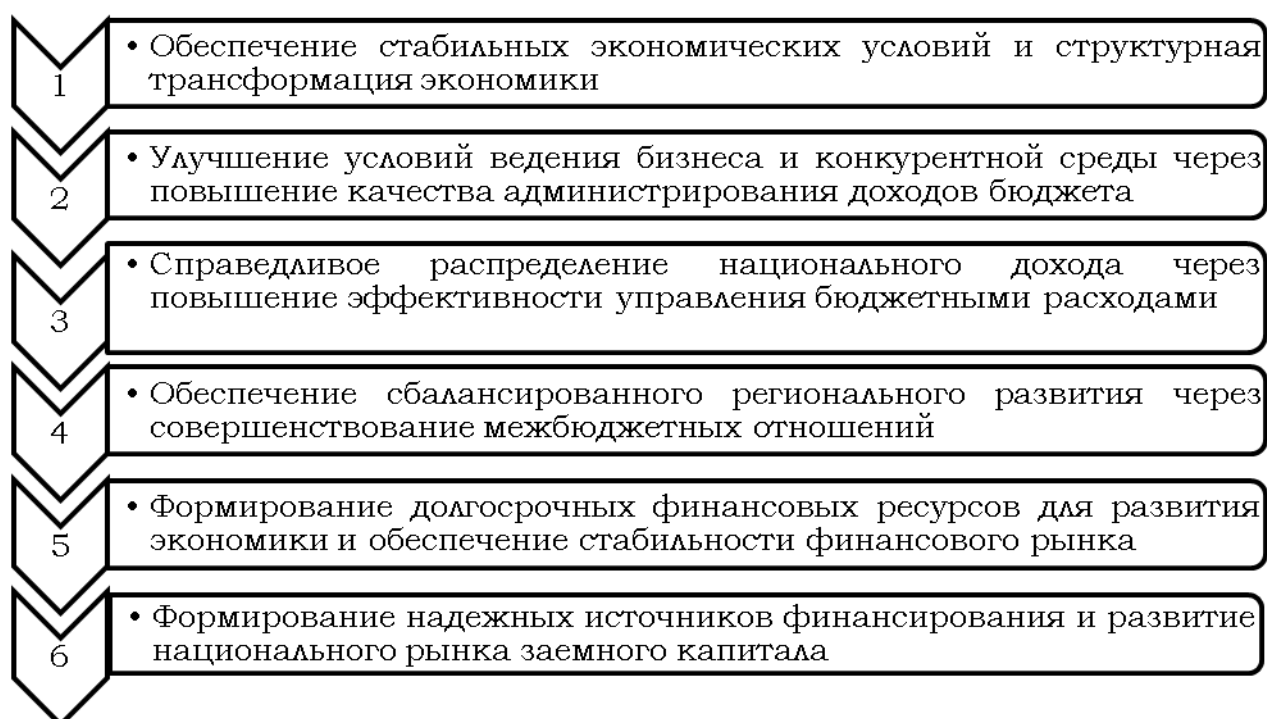 1
• Обеспечение стабильных экономических условий и структурная
трансформация экономики
2
• Улучшение условий ведения бизнеса и конкурентной среды через
повышение качества администрирования доходов бюджета
3
• Справедливое распределение национального дохода через
повышение эффективности управления бюджетными расходами
4
• Обеспечение сбалансированного регионального развития через
совершенствование межбюджетных отношений
5
• Формирование долгосрочных финансовых ресурсов для развития
экономики и обеспечение стабильности финансового рынка
6
• Формирование надежных источников финансирования и развитие
национального рынка заемного капитала